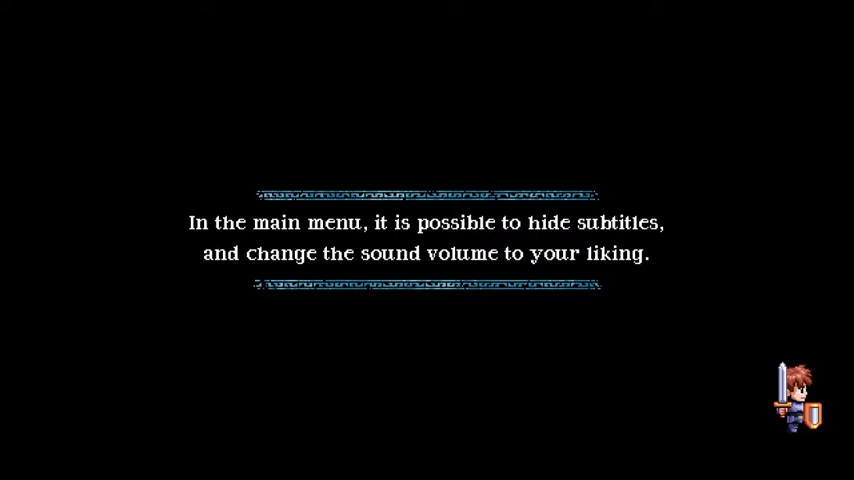 In the main menu, it is possible to hide subtitles,
and change the sound volume to your liking.